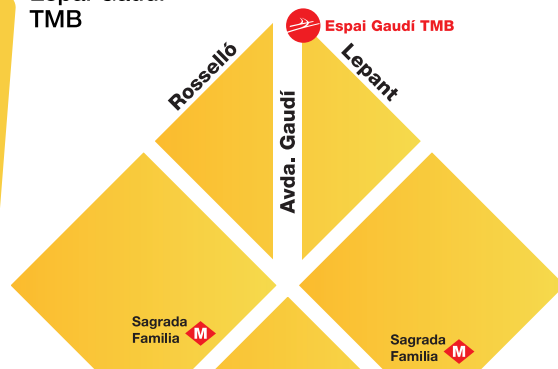 TMB
Espai Gaudí TMB
Rosselló
Lepant
Avda. Gaudí
Sagrada
Familia M
Sagrada
Familia M